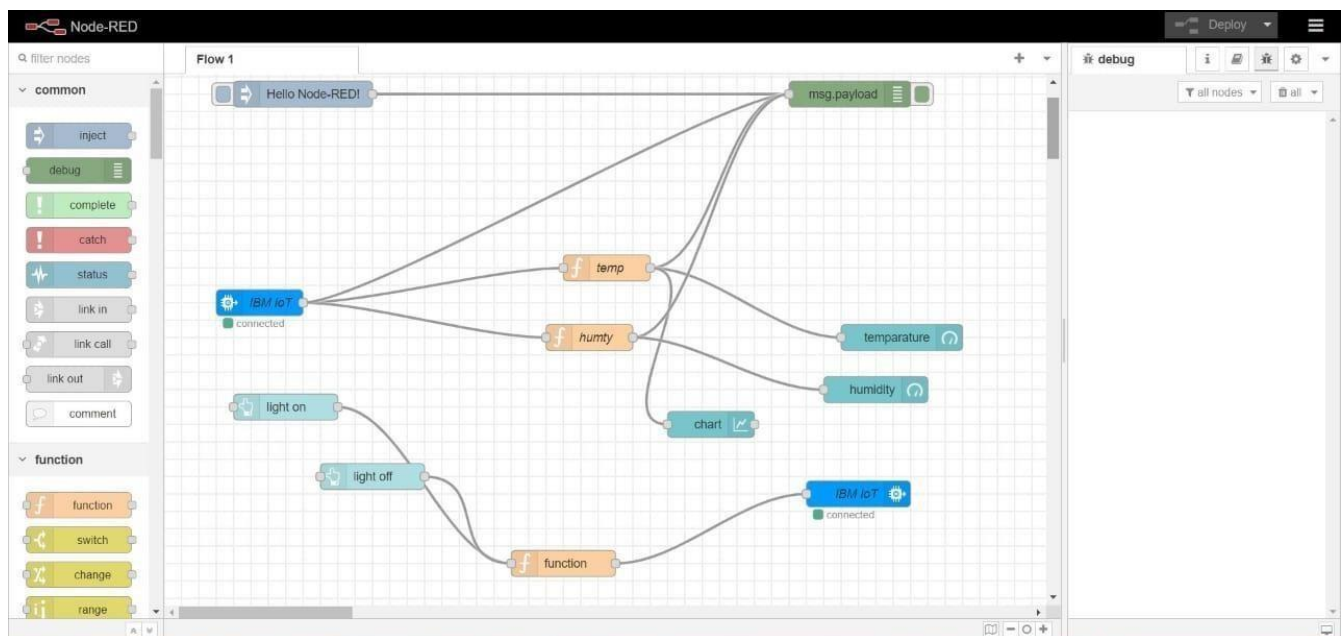 Node-RED
Deploy
filter nodes
Flow 1
debug
i
all nodes
all
common
inject
debug
complete
catch
status
link in
link call
link out
comment
function
function
switch
change
range
Hello Node-RED!
msg.payload
temp
IBM IoT
connected
humty
temparature
humidity
light on
chart
light off
IBM IoT
connected
function